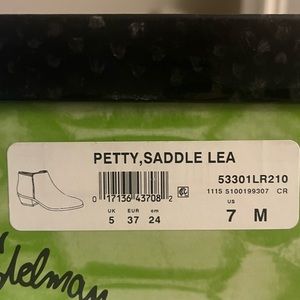 PETTY,SADDLE LEA
53301LR210
0 17136 43708 2
1115 5100199307 CR
UK EUR cm US
5 37 24 7 M
Edelman